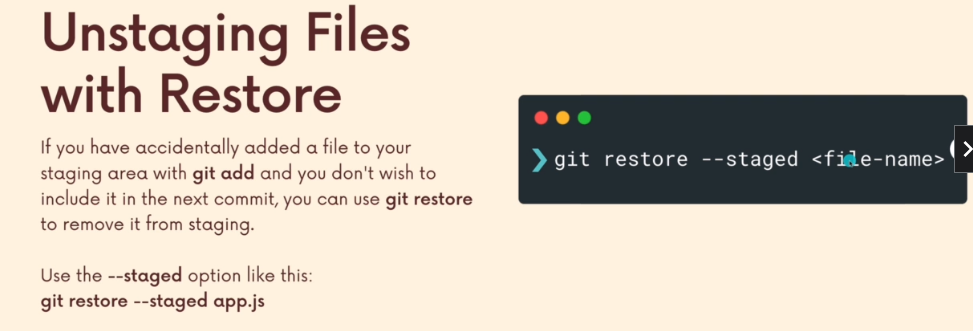 Unstaging Files
with Restore
If you have accidentally added a file to your
staging area with git add and you don't wish to
include it in the next commit, you can use git restore
to remove it from staging.
Use the --staged option like this:
git restore --staged app.js
❯ git restore --staged <file-name>